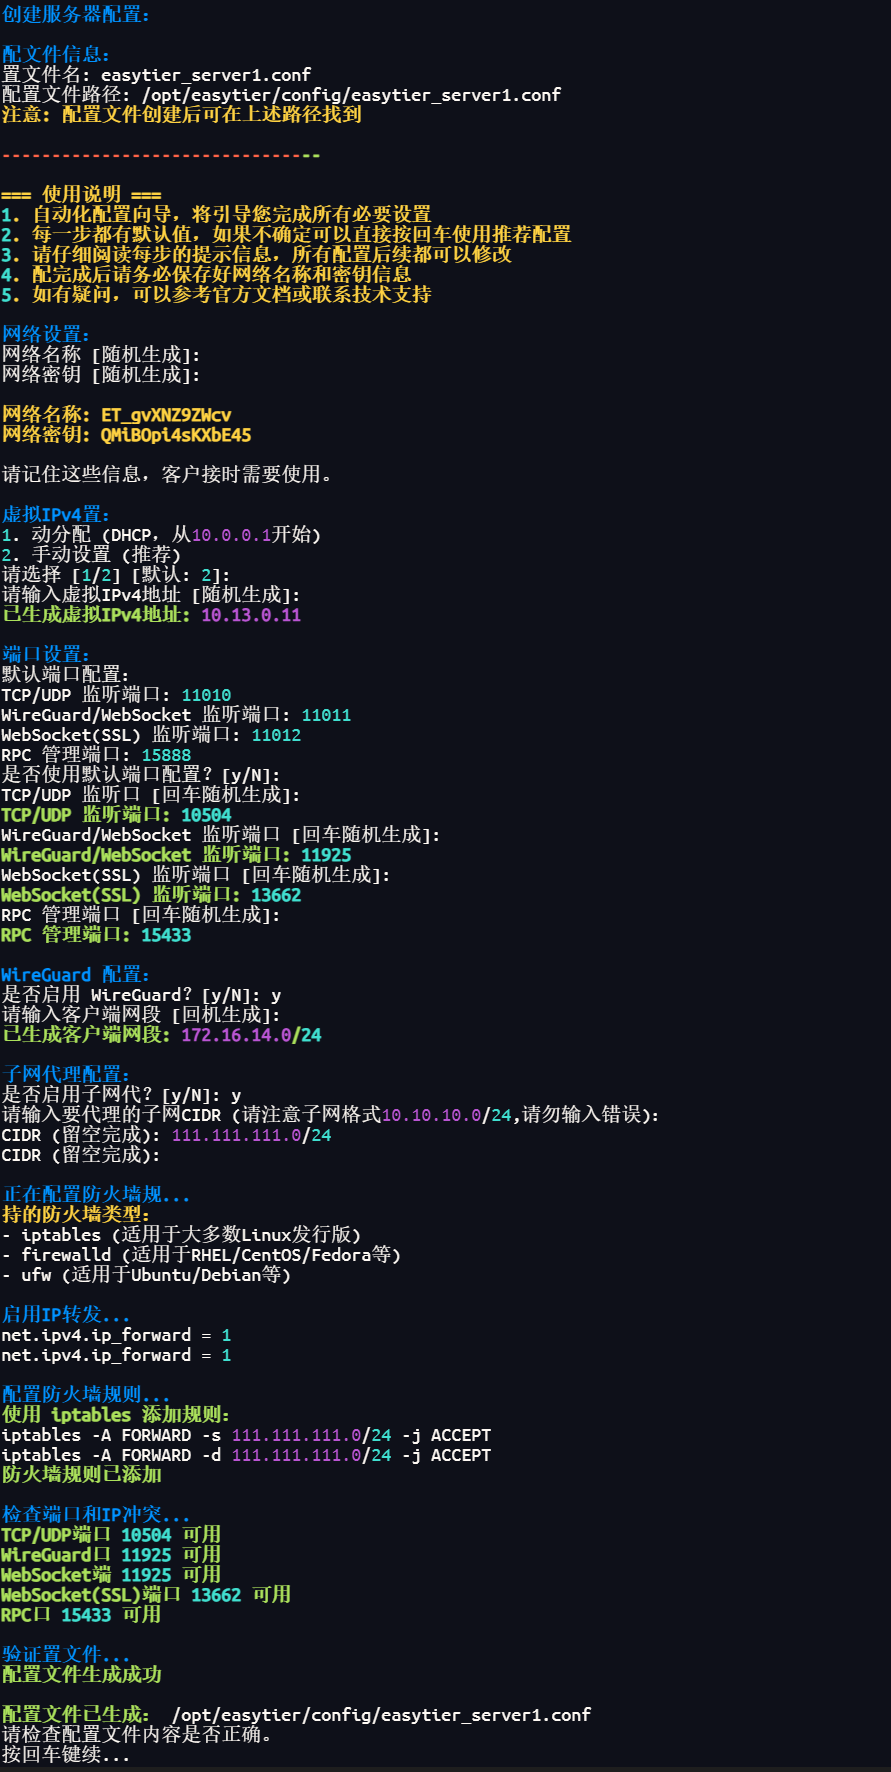 创建服务器配置:
配文件信息:
置文件名: easytier_server1.conf
配置文件路径: /opt/easytier/config/easytier_server1.conf
注意: 配置文件创建后可在上述路径找到
--------------------------------
=== 使用说明 ===
1. 自动化配置向导，将引导您完成所有必要设置
2. 每一步都有默认值，如果不确定可以直接按回车使用推荐配置
3. 请仔细阅读每步的提示信息，所有配置后续都可以修改
4. 配完成后请务必保存好网络名称和密钥信息
5. 如有疑问，可以参考官方文档或联系技术支持
网络设置:
网络名称 [随机生成]:
网络密钥 [随机生成]:
网络名称: ET_gvXNZ9ZWcv
网络密钥: QMiBOpi4sKXbE45
请记住这些信息，客户接时需要使用。
虚拟IPv4置:
1. 动分配 (DHCP，从10.0.0.1开始)
2. 手动设置 (推荐)
请选择 [1/2] [默认: 2]:
请输入虚拟IPv4地址 [随机生成]:
已生成虚拟IPv4地址: 10.13.0.11
端口设置:
默认端口配置:
TCP/UDP 监听端口: 11010
WireGuard/WebSocket 监听端口: 11011
WebSocket(SSL) 监听端口: 11012
RPC 管理端口: 15888
是否使用默认端口配置? [y/N]:
TCP/UDP 监听口 [回车随机生成]:
TCP/UDP 监听端口: 10504
WireGuard/WebSocket 监听端口 [回车随机生成]:
WireGuard/WebSocket 监听端口: 11925
WebSocket(SSL) 监听端口 [回车随机生成]:
WebSocket(SSL) 监听端口: 13662
RPC 管理端口 [回车随机生成]:
RPC 管理端口: 15433
WireGuard 配置:
是否启用 WireGuard? [y/N]: y
请输入客户端网段 [回机生成]:
已生成客户端网段: 172.16.14.0/24
子网代理配置:
是否启用子网代? [y/N]: y
请输入要代理的子网CIDR (请注意子网格式10.10.10.0/24,请勿输入错误):
CIDR (留空完成): 111.111.111.0/24
CIDR (留空完成):
正在配置防火墙规...
持的防火墙类型:
- iptables (适用于大多数Linux发行版)
- firewalld (适用于RHEL/CentOS/Fedora等)
- ufw (适用于Ubuntu/Debian等)
启用IP转发...
net.ipv4.ip_forward = 1
net.ipv4.ip_forward = 1
配置防火墙规则...
使用 iptables 添加规则:
iptables -A FORWARD -s 111.111.111.0/24 -j ACCEPT
iptables -A FORWARD -d 111.111.111.0/24 -j ACCEPT
防火墙规则已添加
检查端口和IP冲突...
TCP/UDP端口 10504 可用
WireGuard口 11925 可用
WebSocket端 11925 可用
WebSocket(SSL)端口 13662 可用
RPC口 15433 可用
验证置文件...
配置文件生成成功
配置文件已生成: /opt/easytier/config/easytier_server1.conf
请检查配置文件内容是否正确。
按回车键续...